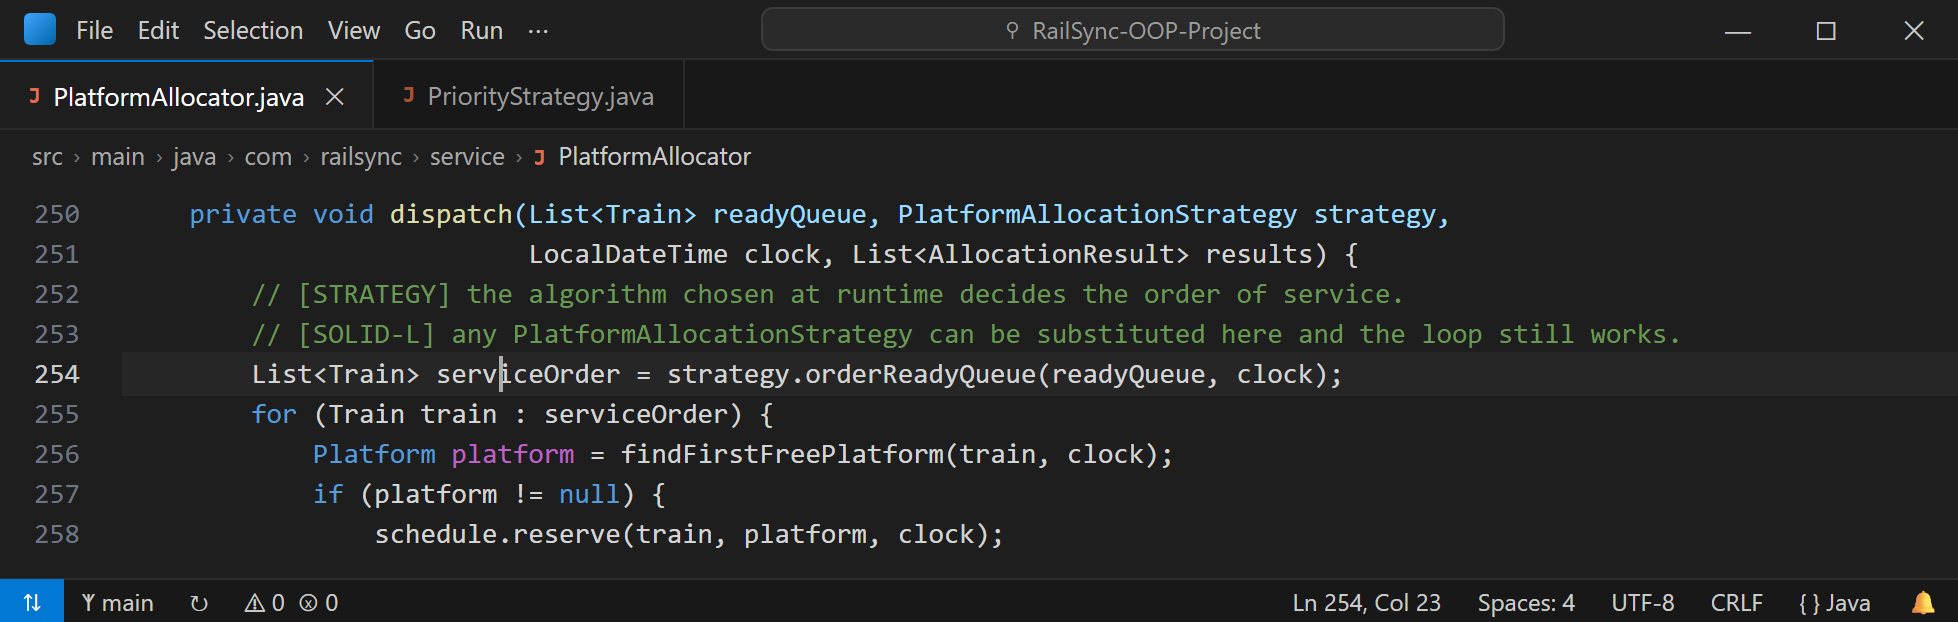 File Edit Selection View Go Run ···
RailSync-OOP-Project
J PlatformAllocator.java
J PriorityStrategy.java
src › main › java › com › railsync › service › J PlatformAllocator
250 private void dispatch(List<Train> readyQueue, PlatformAllocationStrategy strategy,
251 LocalDateTime clock, List<AllocationResult> results) {
252 // [STRATEGY] the algorithm chosen at runtime decides the order of service.
253 // [SOLID-L] any PlatformAllocationStrategy can be substituted here and the loop still works.
254 List<Train> serviceOrder = strategy.orderReadyQueue(readyQueue, clock);
255 for (Train train : serviceOrder) {
256 Platform platform = findFirstFreePlatform(train, clock);
257 if (platform != null) {
258 schedule.reserve(train, platform, clock);
main 0 0 Ln 254, Col 23 Spaces: 4 UTF-8 CRLF { } Java